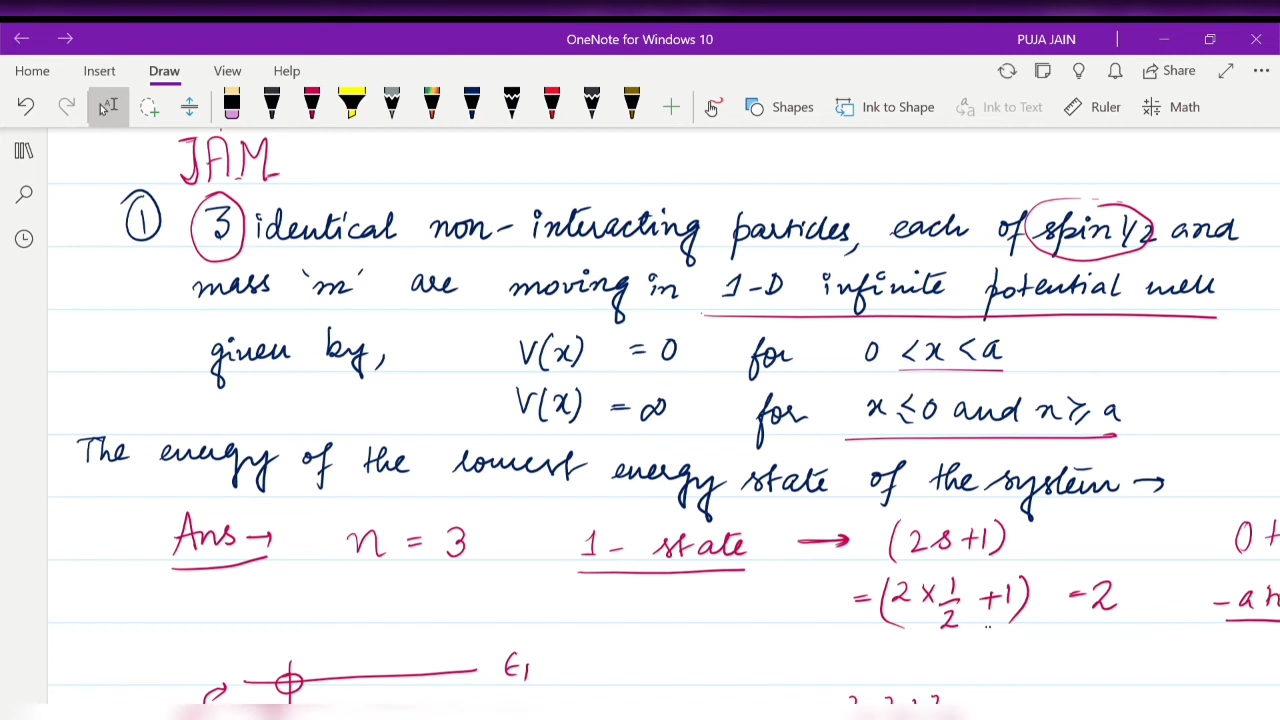 OneNote for Windows 10
PUJA JAIN
Home Insert Draw View Help
Share
Shapes Ink to Shape Ink to Text Ruler Math
JAM
① 3 identical non-interacting particles, each of spin 1/2 and
mass 'm' are moving in 1-D infinite potential well
given by, V(x) = 0 for 0 < x < a
V(x) = ∞ for x ≤ 0 and x ≥ a
The energy of the lowest energy state of the system →
Ans → n = 3 1 - state → (2s+1) 0 +
= (2 × 1/2 + 1) = 2 - a
E1